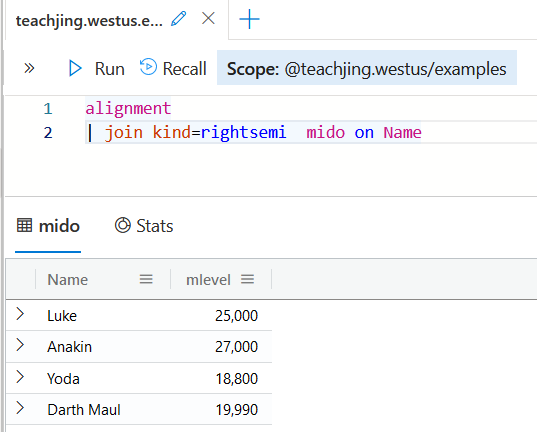 teachjing.westus.e...
Run Recall Scope: @teachjing.westus/examples
1 alignment
2 | join kind=rightsemi  mido on Name
mido Stats
Name mlevel
Luke 25,000
Anakin 27,000
Yoda 18,800
Darth Maul 19,990